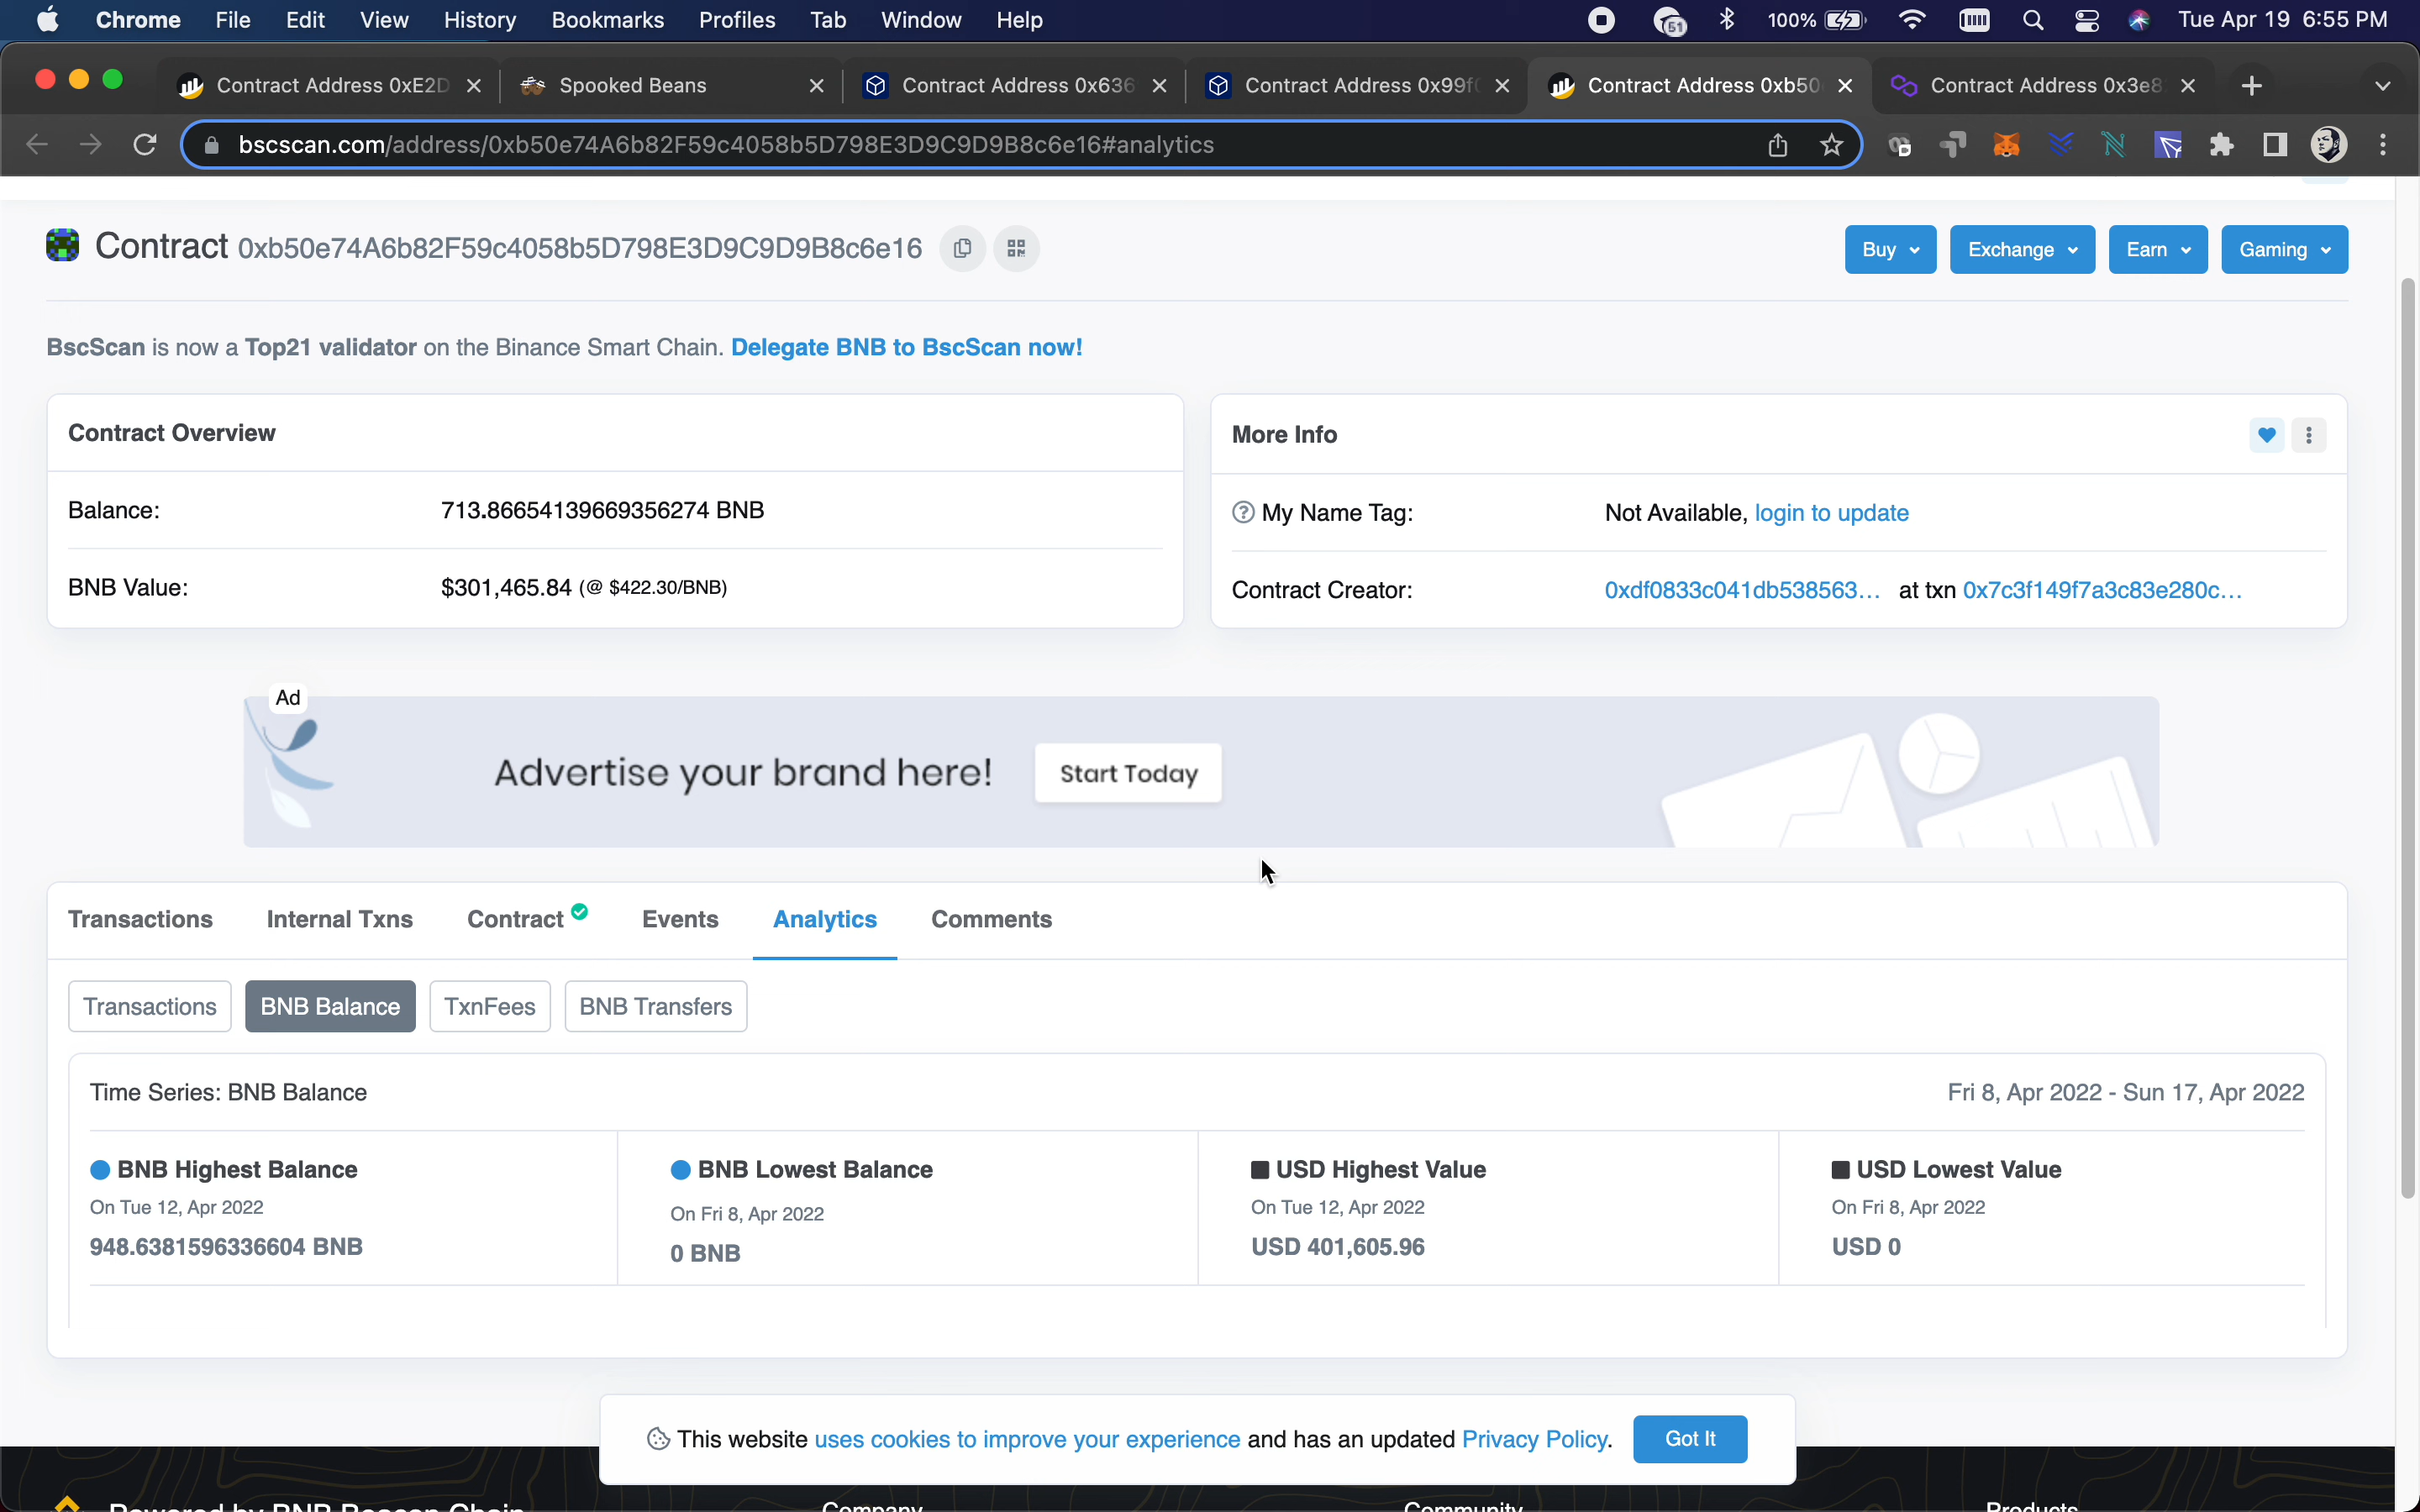 Chrome File Edit View History Bookmarks Profiles Tab Window Help 51 100% Tue Apr 19 6:55 PM
Contract Address 0xE2D Spooked Beans Contract Address 0x636 Contract Address 0x99f Contract Address 0xb50 Contract Address 0x3e8
bscscan.com/address/0xb50e74A6b82F59c4058b5D798E3D9C9D9B8c6e16#analytics
Contract 0xb50e74A6b82F59c4058b5D798E3D9C9D9B8c6e16
Buy Exchange Earn Gaming
BscScan is now a Top21 validator on the Binance Smart Chain. Delegate BNB to BscScan now!
Contract Overview
Balance: 713.86654139669356274 BNB
BNB Value: $301,465.84 (@ $422.30/BNB)
More Info
My Name Tag: Not Available, login to update
Contract Creator: 0xdf0833c041db538563... at txn 0x7c3f149f7a3c83e280c...
Ad
Advertise your brand here! Start Today
Transactions Internal Txns Contract Events Analytics Comments
Transactions BNB Balance TxnFees BNB Transfers
Time Series: BNB Balance Fri 8, Apr 2022 - Sun 17, Apr 2022
BNB Highest Balance
On Tue 12, Apr 2022
948.6381596336604 BNB
BNB Lowest Balance
On Fri 8, Apr 2022
0 BNB
USD Highest Value
On Tue 12, Apr 2022
USD 401,605.96
USD Lowest Value
On Fri 8, Apr 2022
USD 0
This website uses cookies to improve your experience and has an updated Privacy Policy. Got It
Powered by BNB Beacon Chain Company Community Products